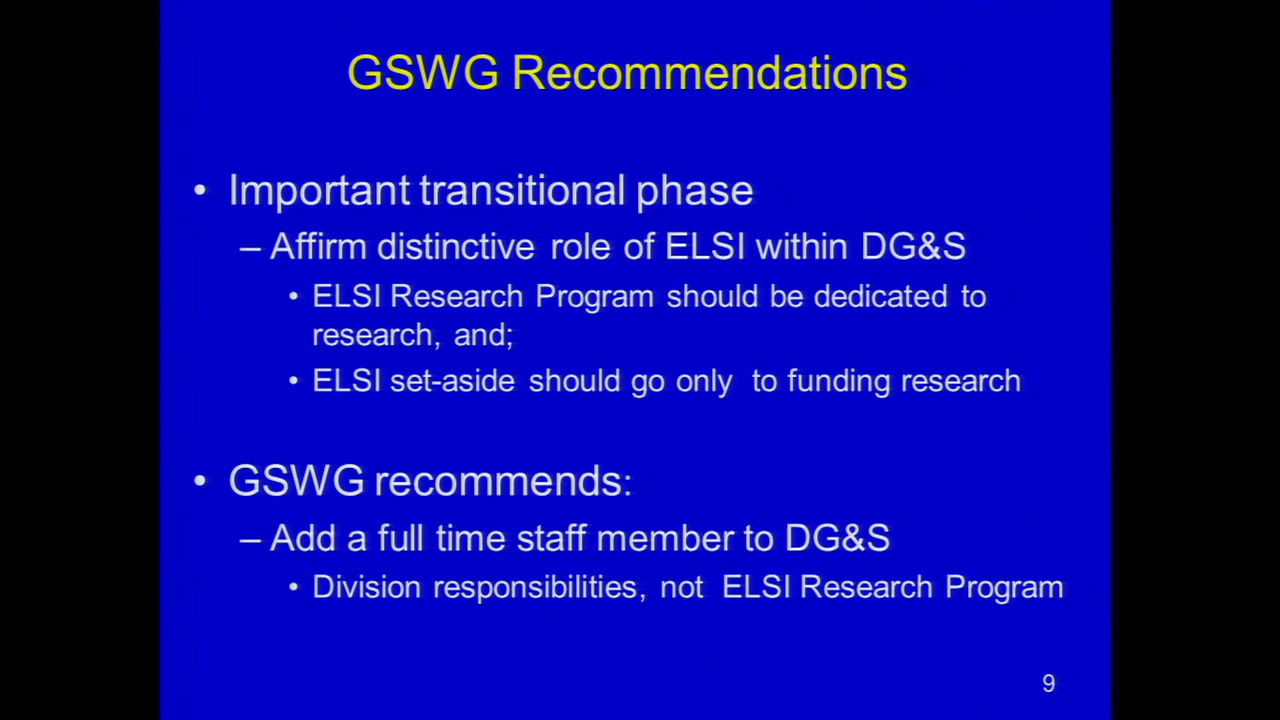 GSWG Recommendations
• Important transitional phase
– Affirm distinctive role of ELSI within DG&S
• ELSI Research Program should be dedicated to
research, and;
• ELSI set-aside should go only to funding research
• GSWG recommends:
– Add a full time staff member to DG&S
• Division responsibilities, not ELSI Research Program
9